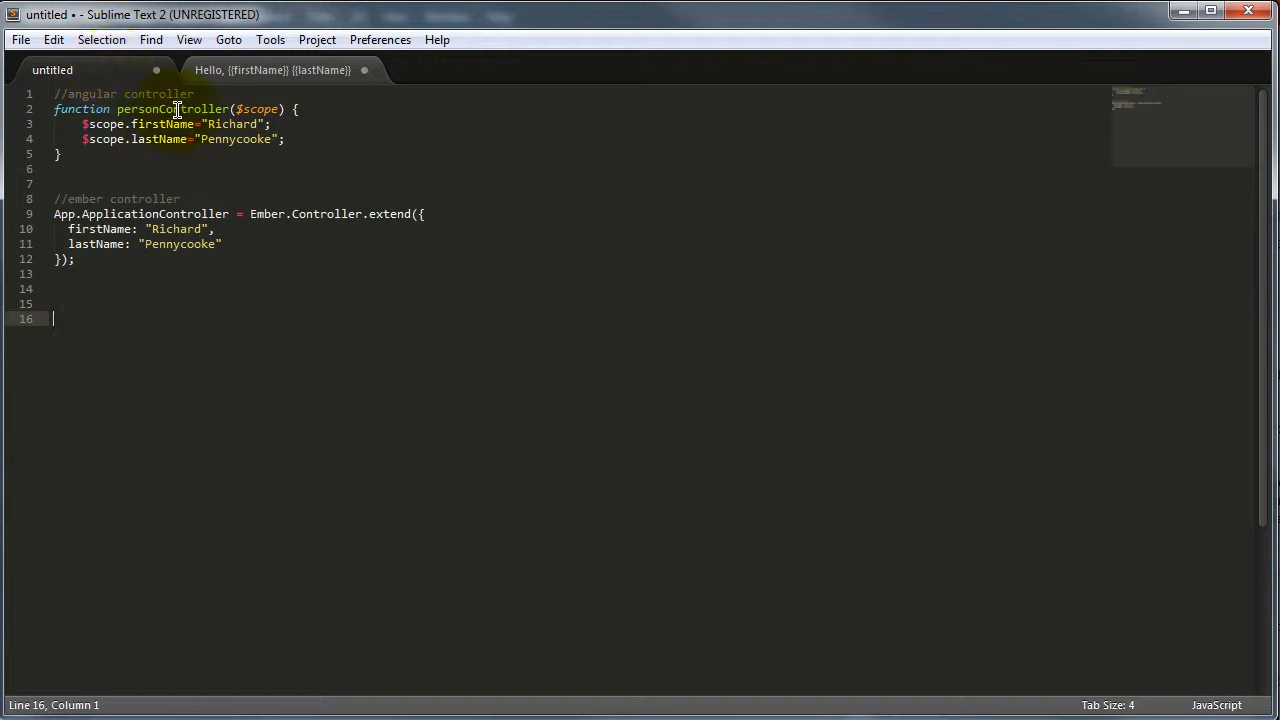 untitled • - Sublime Text 2 (UNREGISTERED)
File Edit Selection Find View Goto Tools Project Preferences Help
untitled Hello, {{firstName}} {{lastName}}
1 //angular controller
2 function personController($scope) {
3 $scope.firstName="Richard";
4 $scope.lastName="Pennycooke";
5 }
6
7
8 //ember controller
9 App.ApplicationController = Ember.Controller.extend({
10 firstName: "Richard",
11 lastName: "Pennycooke"
12 });
13
14
15
16
Line 16, Column 1 Tab Size: 4 JavaScript